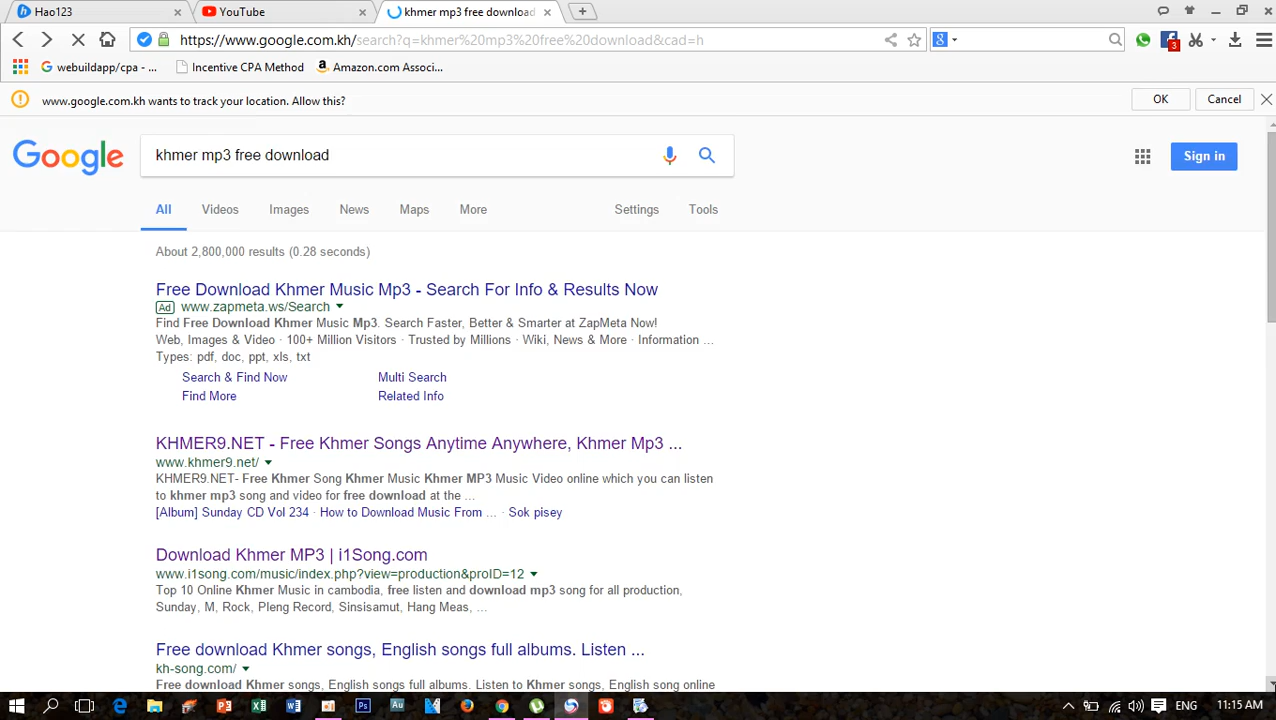 Hao123
YouTube
khmer mp3 free download
https://www.google.com.kh/search?q=khmer%20mp3%20free%20download&cad=h
3
webuildapp/cpa - ...
Incentive CPA Method
Amazon.com Associ...
www.google.com.kh wants to track your location. Allow this?
OK
Cancel
Google
khmer mp3 free download
Sign in
All
Videos
Images
News
Maps
More
Settings
Tools
About 2,800,000 results (0.28 seconds)
Free Download Khmer Music Mp3 - Search For Info & Results Now
Ad www.zapmeta.ws/Search
Find Free Download Khmer Music Mp3. Search Faster, Better & Smarter at ZapMeta Now!
Web, Images & Video · 100+ Million Visitors · Trusted by Millions · Wiki, News & More · Information ...
Types: pdf, doc, ppt, xls, txt
Search & Find Now
Multi Search
Find More
Related Info
KHMER9.NET - Free Khmer Songs Anytime Anywhere, Khmer Mp3 ...
www.khmer9.net/
KHMER9.NET- Free Khmer Song Khmer Music Khmer MP3 Music Video online which you can listen
to khmer mp3 song and video for free download at the ...
[Album] Sunday CD Vol 234 · How to Download Music From ... · Sok pisey
Download Khmer MP3 | i1Song.com
www.i1song.com/music/index.php?view=production&proID=12
Top 10 Online Khmer Music in cambodia, free listen and download mp3 song for all production,
Sunday, M, Rock, Pleng Record, Sinsisamut, Hang Meas, ...
Free download Khmer songs, English songs full albums. Listen ...
kh-song.com/
Free download Khmer songs, English songs full albums. Listen to Khmer songs, English song online
ENG
11:15 AM